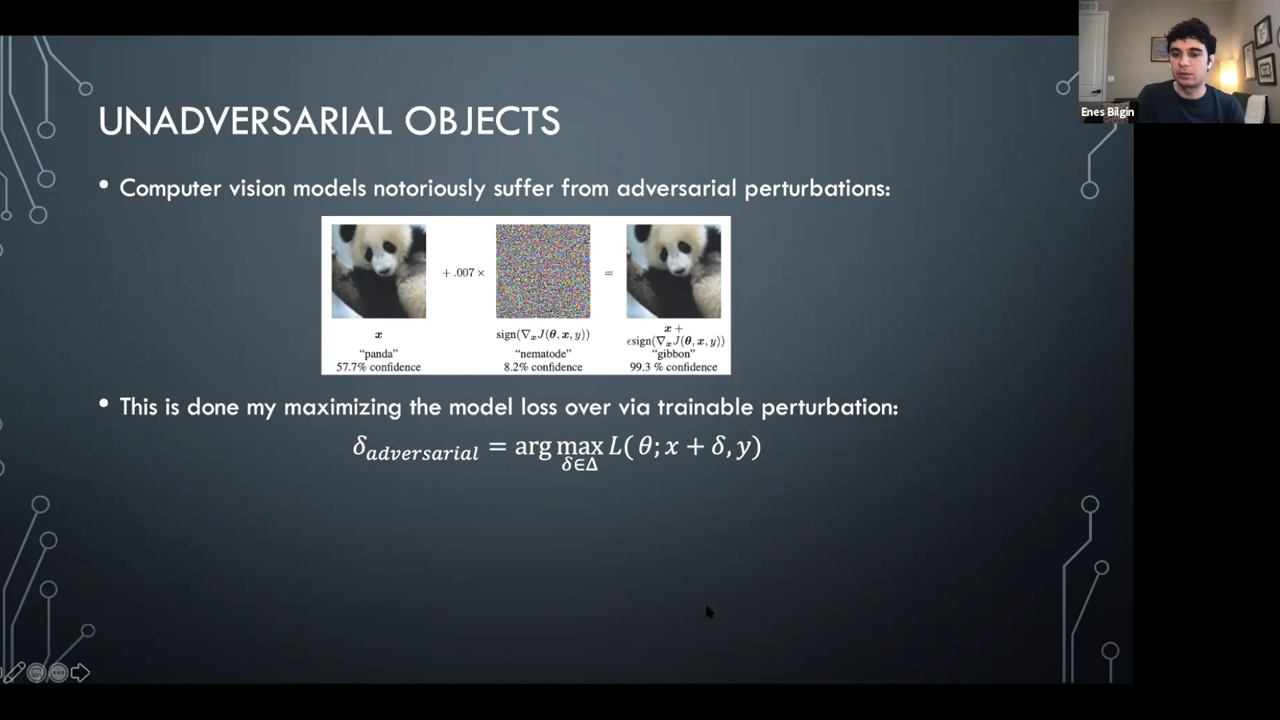 Enes Bilgin
UNADVERSARIAL OBJECTS
• Computer vision models notoriously suffer from adversarial perturbations:
+ .007 ×
=
x
"panda"
57.7% confidence
sign(∇ₓJ(θ, x, y))
"nematode"
8.2% confidence
x +
ϵsign(∇ₓJ(θ, x, y))
"gibbon"
99.3 % confidence
• This is done my maximizing the model loss over via trainable perturbation:
δ_adversarial = arg max L( θ; x + δ, y)
δ∈Δ